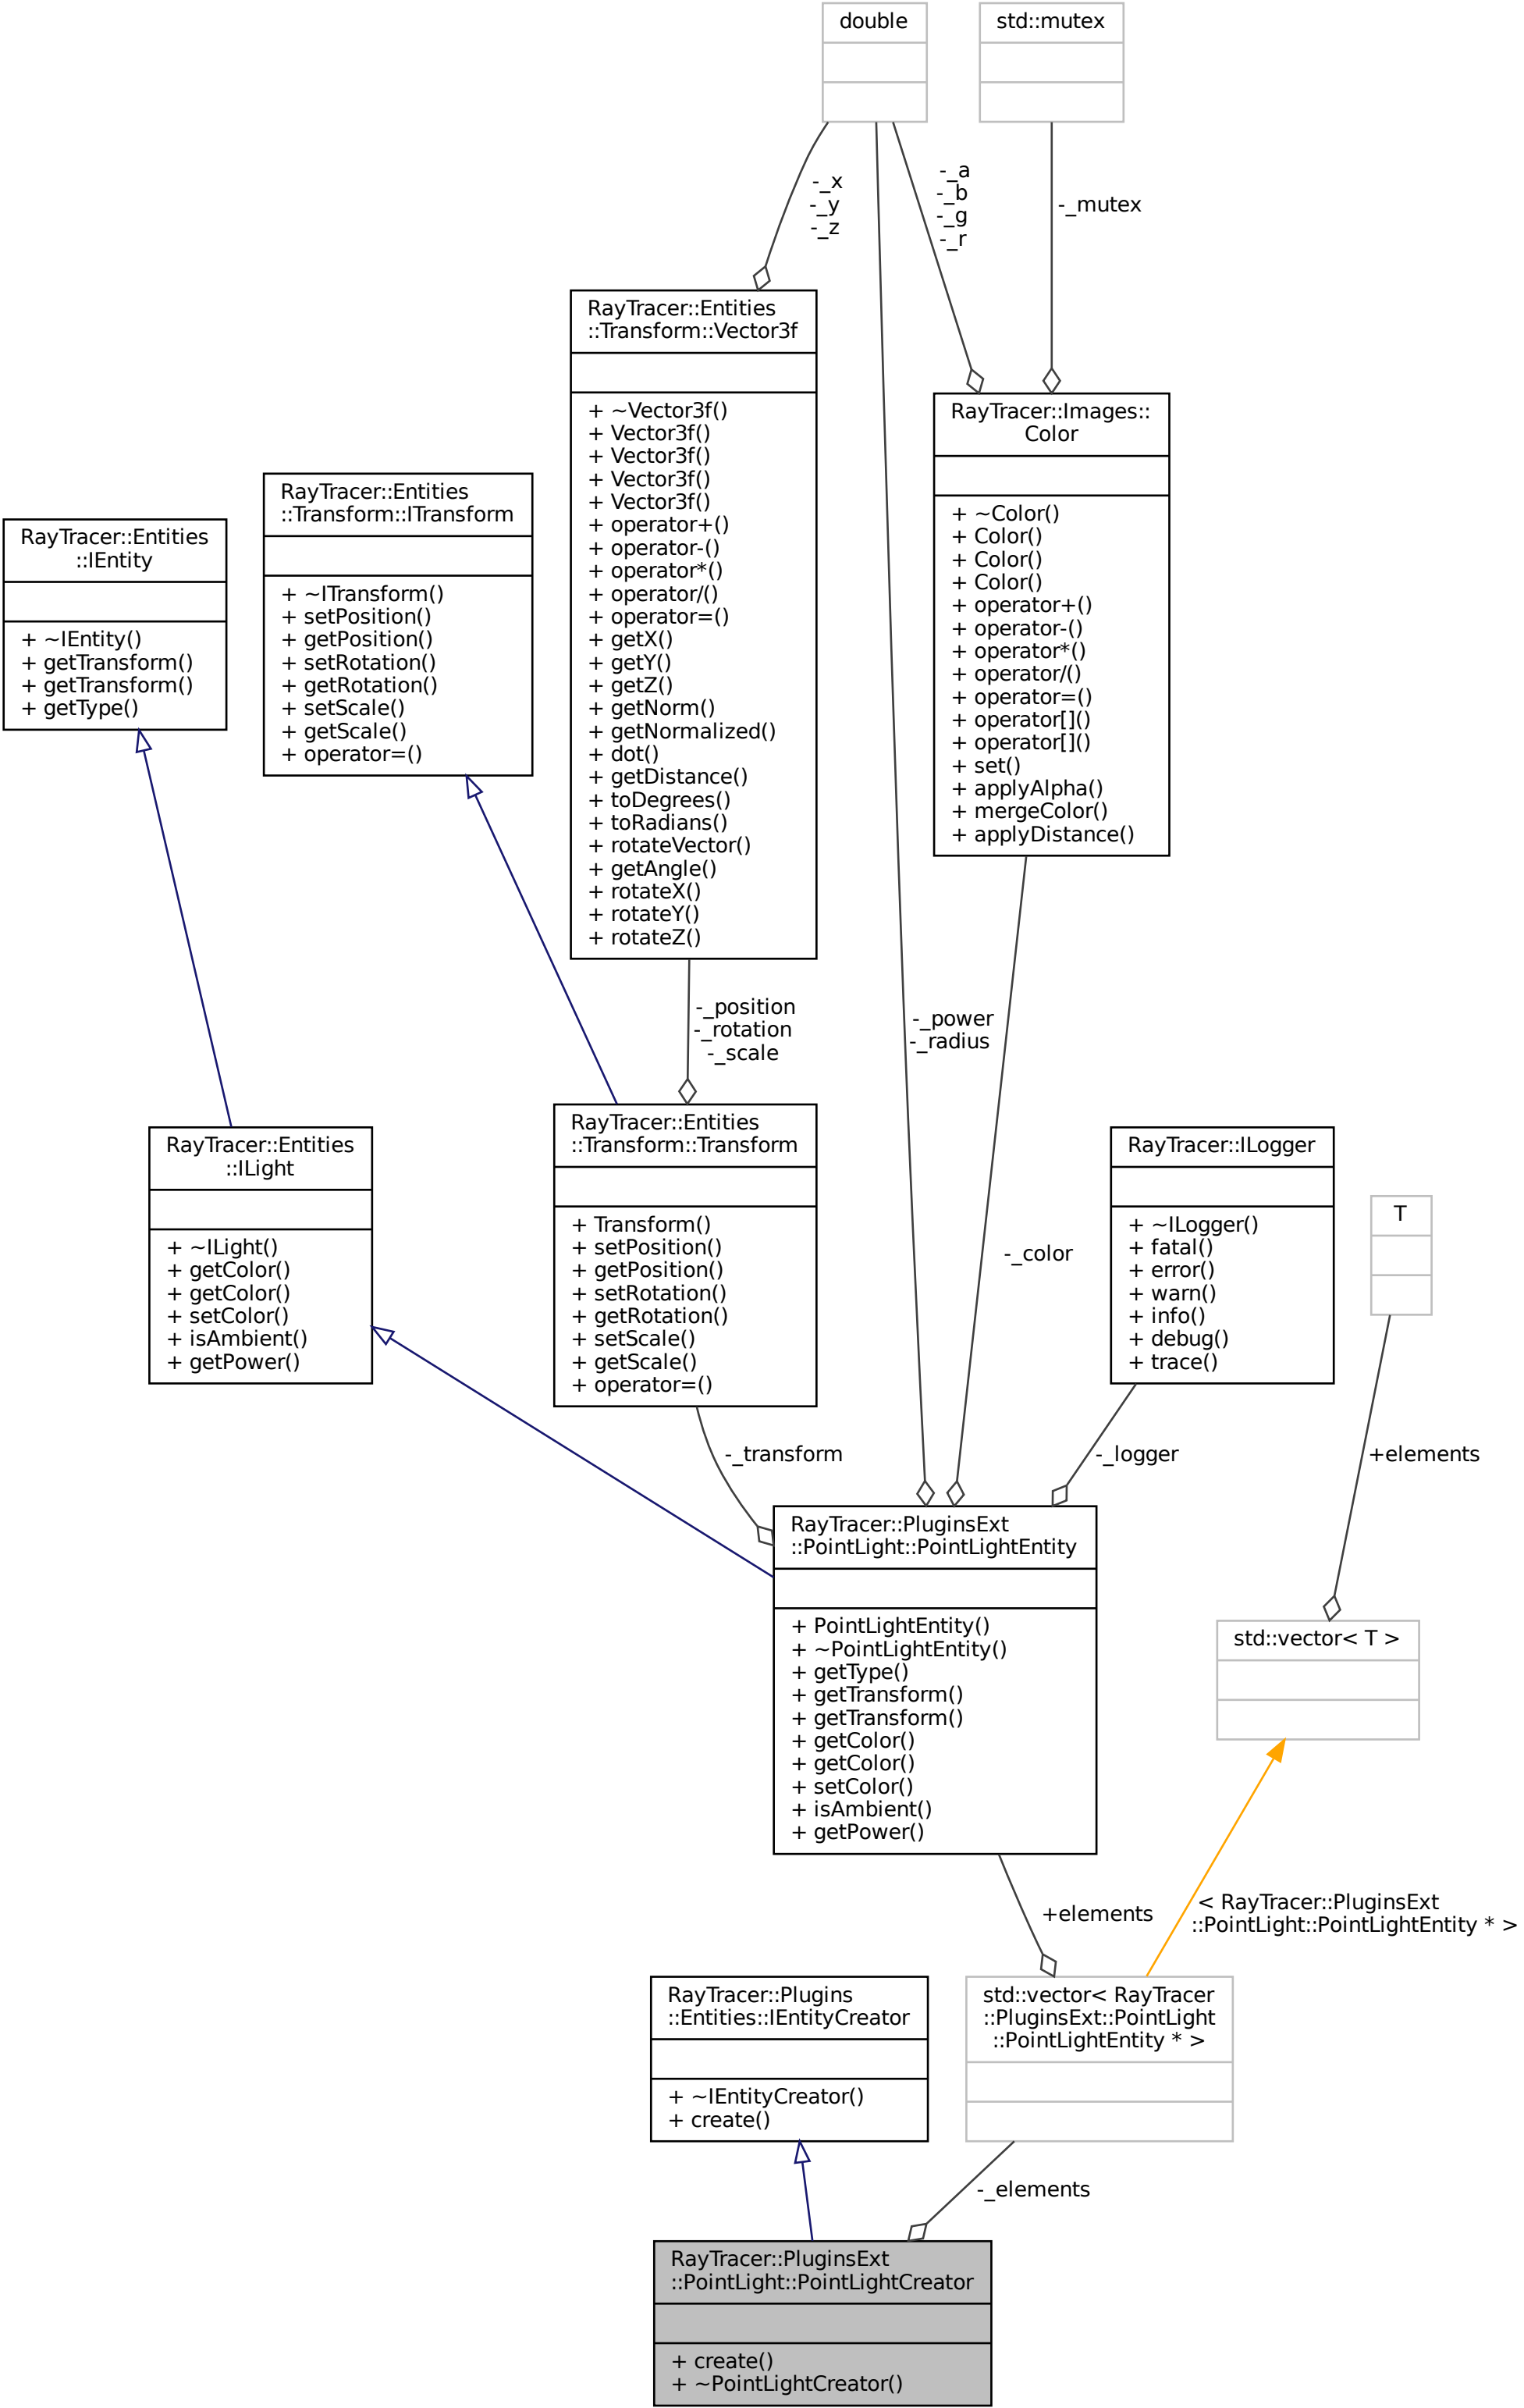 double
std::mutex
-_x
-_y
-_z
-_a
-_b
-_g
-_r
-_mutex
RayTracer::Entities
::Transform::Vector3f
+ ~Vector3f()
+ Vector3f()
+ Vector3f()
+ Vector3f()
+ Vector3f()
+ operator+()
+ operator-()
+ operator*()
+ operator/()
+ operator=()
+ getX()
+ getY()
+ getZ()
+ getNorm()
+ getNormalized()
+ dot()
+ getDistance()
+ toDegrees()
+ toRadians()
+ rotateVector()
+ getAngle()
+ rotateX()
+ rotateY()
+ rotateZ()
RayTracer::Images::
Color
+ ~Color()
+ Color()
+ Color()
+ Color()
+ operator+()
+ operator-()
+ operator*()
+ operator/()
+ operator=()
+ operator[]()
+ operator[]()
+ set()
+ applyAlpha()
+ mergeColor()
+ applyDistance()
RayTracer::Entities
::Transform::ITransform
+ ~ITransform()
+ setPosition()
+ getPosition()
+ setRotation()
+ getRotation()
+ setScale()
+ getScale()
+ operator=()
RayTracer::Entities
::IEntity
+ ~IEntity()
+ getTransform()
+ getTransform()
+ getType()
-_position
-_rotation
-_scale
-_power
-_radius
RayTracer::Entities
::ILight
+ ~ILight()
+ getColor()
+ getColor()
+ setColor()
+ isAmbient()
+ getPower()
RayTracer::Entities
::Transform::Transform
+ Transform()
+ setPosition()
+ getPosition()
+ setRotation()
+ getRotation()
+ setScale()
+ getScale()
+ operator=()
-_color
RayTracer::ILogger
+ ~ILogger()
+ fatal()
+ error()
+ warn()
+ info()
+ debug()
+ trace()
T
-_transform
-_logger
+elements
RayTracer::PluginsExt
::PointLight::PointLightEntity
+ PointLightEntity()
+ ~PointLightEntity()
+ getType()
+ getTransform()
+ getTransform()
+ getColor()
+ getColor()
+ setColor()
+ isAmbient()
+ getPower()
std::vector< T >
+elements
< RayTracer::PluginsExt
::PointLight::PointLightEntity * >
RayTracer::Plugins
::Entities::IEntityCreator
+ ~IEntityCreator()
+ create()
std::vector< RayTracer
::PluginsExt::PointLight
::PointLightEntity * >
-_elements
RayTracer::PluginsExt
::PointLight::PointLightCreator
+ create()
+ ~PointLightCreator()